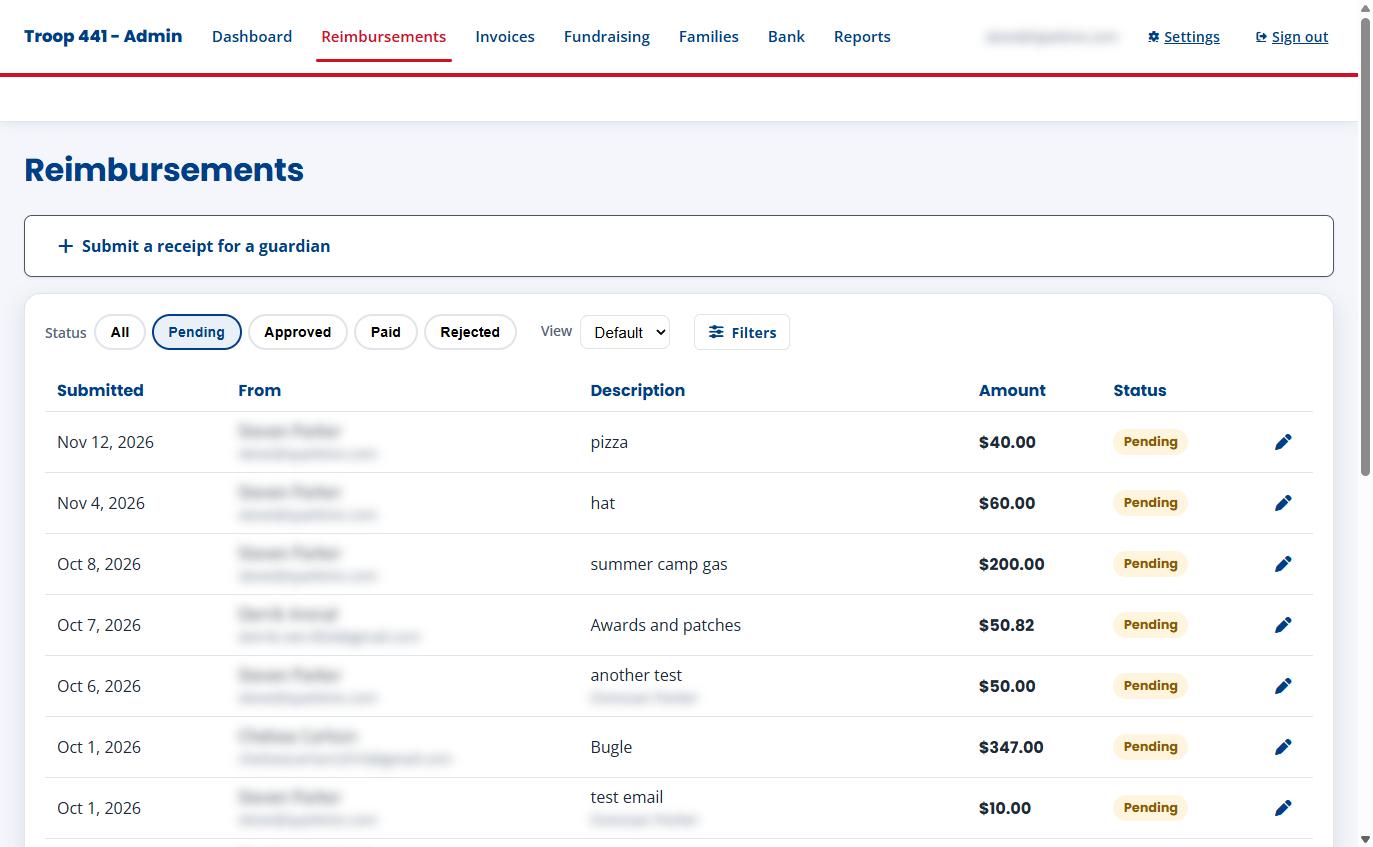 Troop 441 – Admin Dashboard Reimbursements Invoices Fundraising Families Bank Reports Settings Sign out
Reimbursements
Submit a receipt for a guardian
Status All Pending Approved Paid Rejected View Default Filters
Submitted From Description Amount Status
Nov 12, 2026 pizza $40.00 Pending
Nov 4, 2026 hat $60.00 Pending
Oct 8, 2026 summer camp gas $200.00 Pending
Oct 7, 2026 Awards and patches $50.82 Pending
Oct 6, 2026 another test $50.00 Pending
Oct 1, 2026 Bugle $347.00 Pending
Oct 1, 2026 test email $10.00 Pending